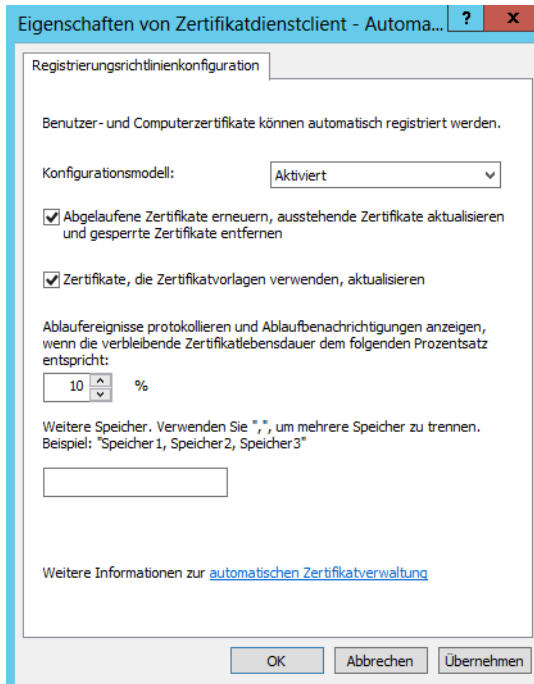 Eigenschaften von Zertifikatdienstclient - Automa...
?
x
Registrierungsrichtlinienkonfiguration
Benutzer- und Computerzertifikate können automatisch registriert werden.
Konfigurationsmodell:
Aktiviert
Abgelaufene Zertifikate erneuern, ausstehende Zertifikate aktualisieren
und gesperrte Zertifikate entfernen
Zertifikate, die Zertifikatvorlagen verwenden, aktualisieren
Ablaufereignisse protokollieren und Ablaufbenachrichtigungen anzeigen,
wenn die verbleibende Zertifikatlebensdauer dem folgenden Prozentsatz
entspricht:
10 %
Weitere Speicher. Verwenden Sie ",", um mehrere Speicher zu trennen.
Beispiel: "Speicher1, Speicher2, Speicher3"
Weitere Informationen zur automatischen Zertifikatverwaltung
OK
Abbrechen
Übernehmen